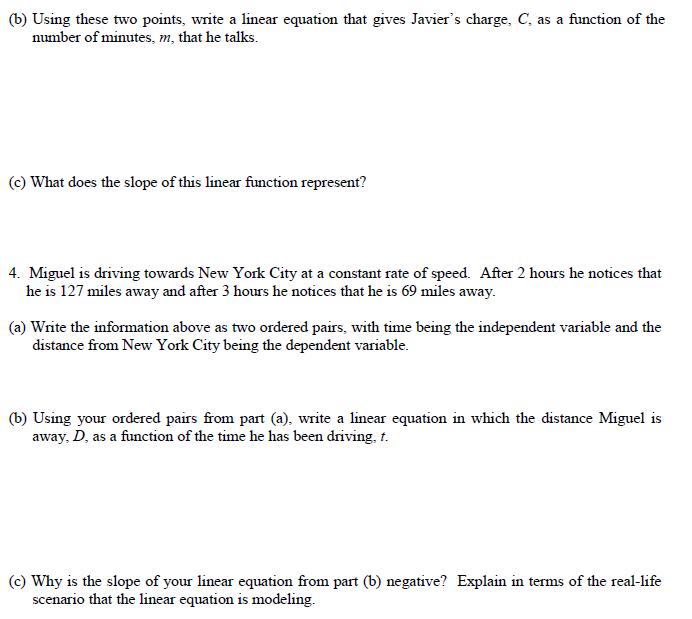 (b) Using these two points, write a linear equation that gives Javier's charge, C, as a function of the
number of minutes, m, that he talks.
(c) What does the slope of this linear function represent?
4. Miguel is driving towards New York City at a constant rate of speed. After 2 hours he notices that
he is 127 miles away and after 3 hours he notices that he is 69 miles away.
(a) Write the information above as two ordered pairs, with time being the independent variable and the
distance from New York City being the dependent variable.
(b) Using your ordered pairs from part (a), write a linear equation in which the distance Miguel is
away, D, as a function of the time he has been driving, t.
(c) Why is the slope of your linear equation from part (b) negative? Explain in terms of the real-life
scenario that the linear equation is modeling.